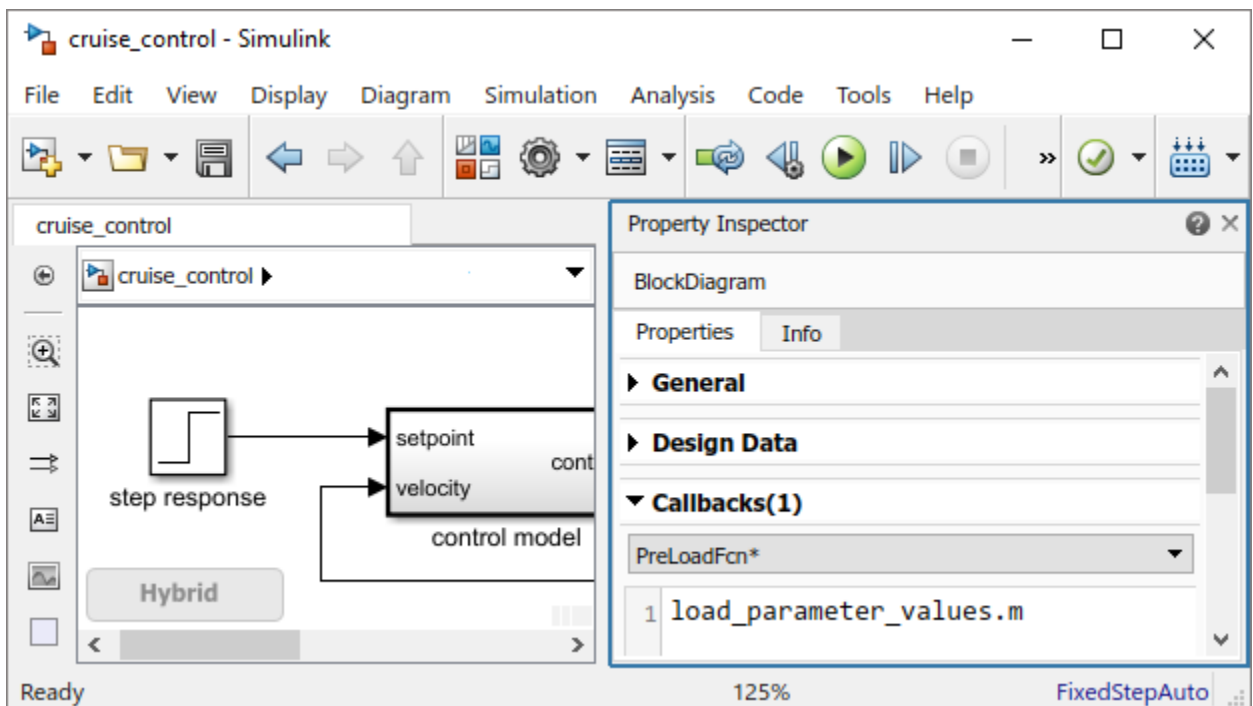 cruise_control - Simulink
File Edit View Display Diagram Simulation Analysis Code Tools Help
cruise_control
cruise_control
step response
setpoint
cont
velocity
control model
Hybrid
Property Inspector
BlockDiagram
Properties Info
General
Design Data
Callbacks(1)
PreLoadFcn*
1 load_parameter_values.m
Ready 125% FixedStepAuto